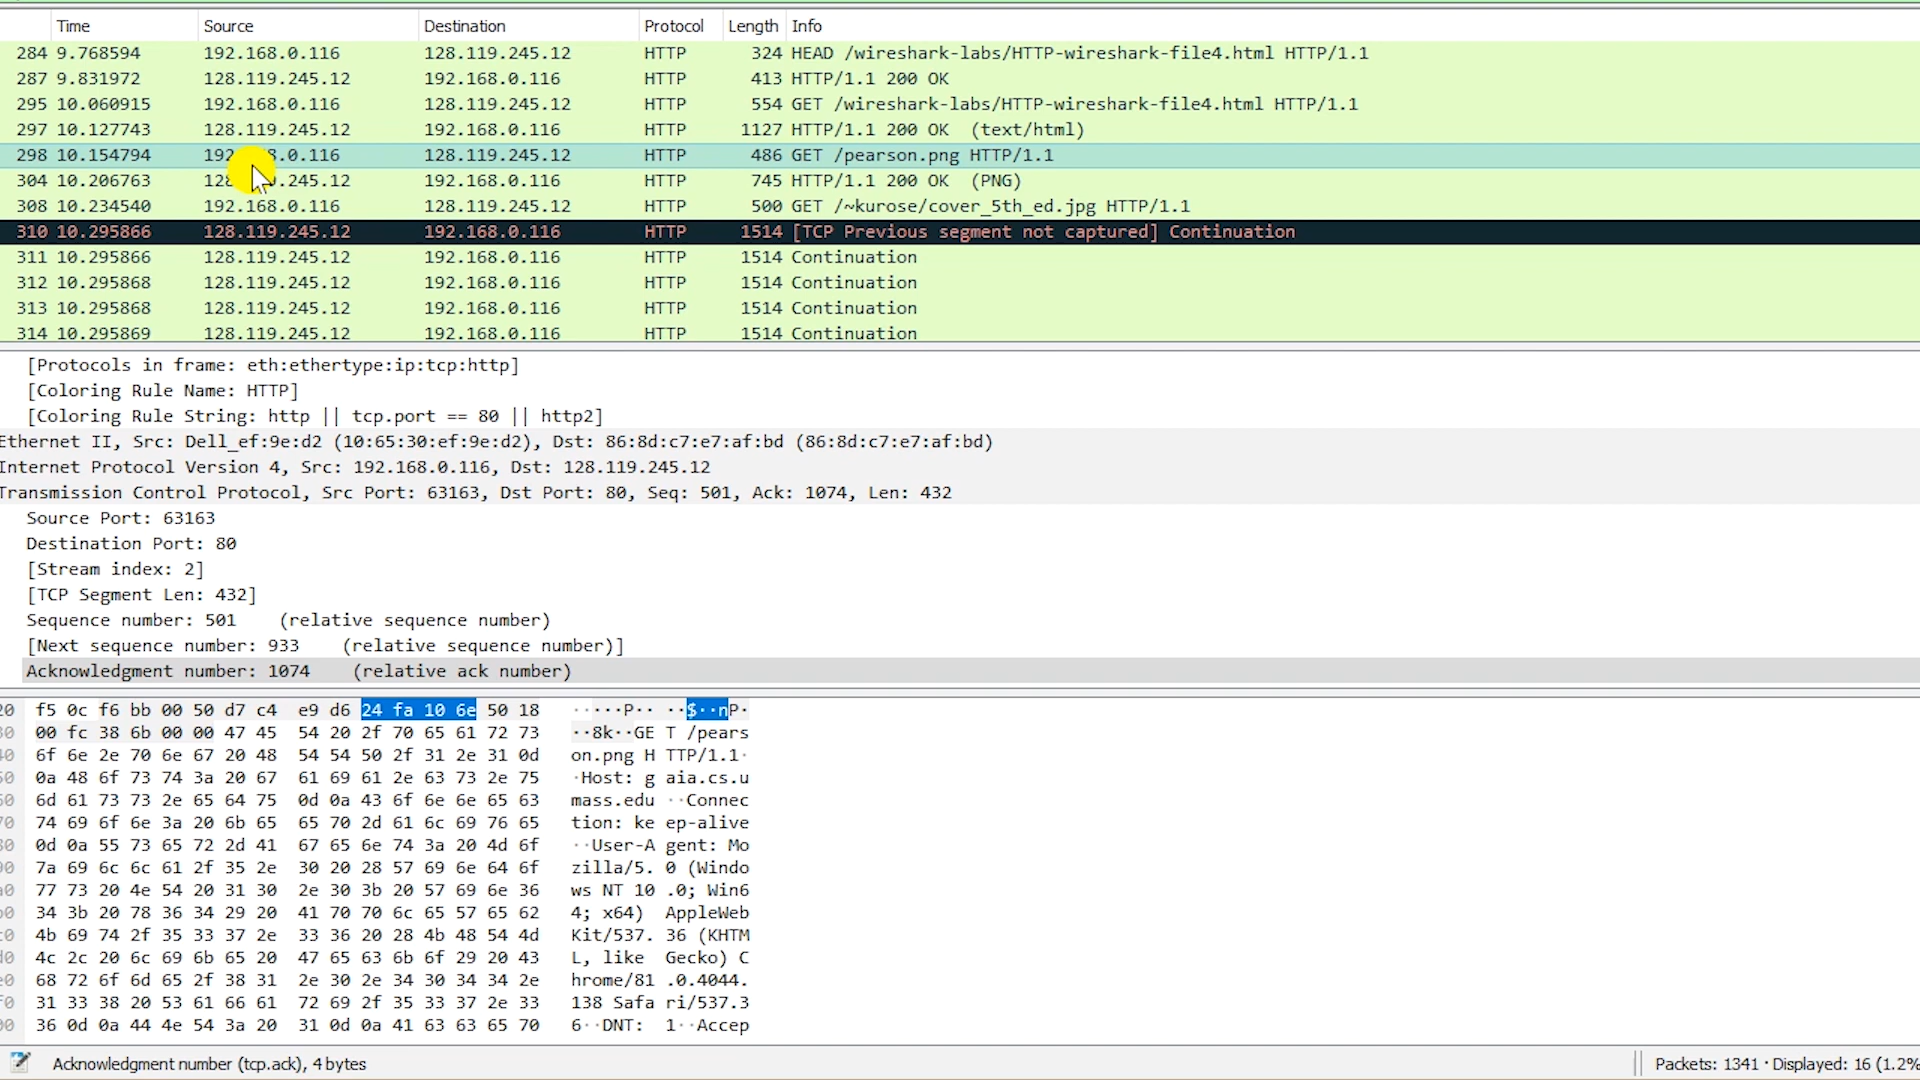 Time Source Destination Protocol Length Info
284 9.768594 192.168.0.116 128.119.245.12 HTTP 324 HEAD /wireshark-labs/HTTP-wireshark-file4.html HTTP/1.1
287 9.831972 128.119.245.12 192.168.0.116 HTTP 413 HTTP/1.1 200 OK
295 10.060915 192.168.0.116 128.119.245.12 HTTP 554 GET /wireshark-labs/HTTP-wireshark-file4.html HTTP/1.1
297 10.127743 128.119.245.12 192.168.0.116 HTTP 1127 HTTP/1.1 200 OK (text/html)
298 10.154794 192.168.0.116 128.119.245.12 HTTP 486 GET /pearson.png HTTP/1.1
304 10.206763 128.119.245.12 192.168.0.116 HTTP 745 HTTP/1.1 200 OK (PNG)
308 10.234540 192.168.0.116 128.119.245.12 HTTP 500 GET /~kurose/cover_5th_ed.jpg HTTP/1.1
310 10.295866 128.119.245.12 192.168.0.116 HTTP 1514 [TCP Previous segment not captured] Continuation
311 10.295866 128.119.245.12 192.168.0.116 HTTP 1514 Continuation
312 10.295868 128.119.245.12 192.168.0.116 HTTP 1514 Continuation
313 10.295868 128.119.245.12 192.168.0.116 HTTP 1514 Continuation
314 10.295869 128.119.245.12 192.168.0.116 HTTP 1514 Continuation
[Protocols in frame: eth:ethertype:ip:tcp:http]
[Coloring Rule Name: HTTP]
[Coloring Rule String: http || tcp.port == 80 || http2]
Ethernet II, Src: Dell_ef:9e:d2 (10:65:30:ef:9e:d2), Dst: 86:8d:c7:e7:af:bd (86:8d:c7:e7:af:bd)
Internet Protocol Version 4, Src: 192.168.0.116, Dst: 128.119.245.12
Transmission Control Protocol, Src Port: 63163, Dst Port: 80, Seq: 501, Ack: 1074, Len: 432
Source Port: 63163
Destination Port: 80
[Stream index: 2]
[TCP Segment Len: 432]
Sequence number: 501 (relative sequence number)
[Next sequence number: 933 (relative sequence number)]
Acknowledgment number: 1074 (relative ack number)
20 f5 0c f6 bb 00 50 d7 c4 e9 d6 24 fa 10 6e 50 18 ·····P·· ··$··nP·
30 00 fc 38 6b 00 00 47 45 54 20 2f 70 65 61 72 73 ··8k··GE T /pears
40 6f 6e 2e 70 6e 67 20 48 54 54 50 2f 31 2e 31 0d on.png H TTP/1.1·
50 0a 48 6f 73 74 3a 20 67 61 69 61 2e 63 73 2e 75 ·Host: g aia.cs.u
60 6d 61 73 73 2e 65 64 75 0d 0a 43 6f 6e 6e 65 63 mass.edu ··Connec
70 74 69 6f 6e 3a 20 6b 65 65 70 2d 61 6c 69 76 65 tion: ke ep-alive
80 0d 0a 55 73 65 72 2d 41 67 65 6e 74 3a 20 4d 6f ··User-A gent: Mo
90 7a 69 6c 6c 61 2f 35 2e 30 20 28 57 69 6e 64 6f zilla/5. 0 (Windo
a0 77 73 20 4e 54 20 31 30 2e 30 3b 20 57 69 6e 36 ws NT 10 .0; Win6
b0 34 3b 20 78 36 34 29 20 41 70 70 6c 65 57 65 62 4; x64) AppleWeb
c0 4b 69 74 2f 35 33 37 2e 33 36 20 28 4b 48 54 4d Kit/537. 36 (KHTM
d0 4c 2c 20 6c 69 6b 65 20 47 65 63 6b 6f 29 20 43 L, like Gecko) C
e0 68 72 6f 6d 65 2f 38 31 2e 30 2e 34 30 34 34 2e hrome/81 .0.4044.
f0 31 33 38 20 53 61 66 61 72 69 2f 35 33 37 2e 33 138 Safa ri/537.3
00 36 0d 0a 44 4e 54 3a 20 31 0d 0a 41 63 63 65 70 6··DNT: 1··Accep
Acknowledgment number (tcp.ack), 4 bytes Packets: 1341 · Displayed: 16 (1.2%